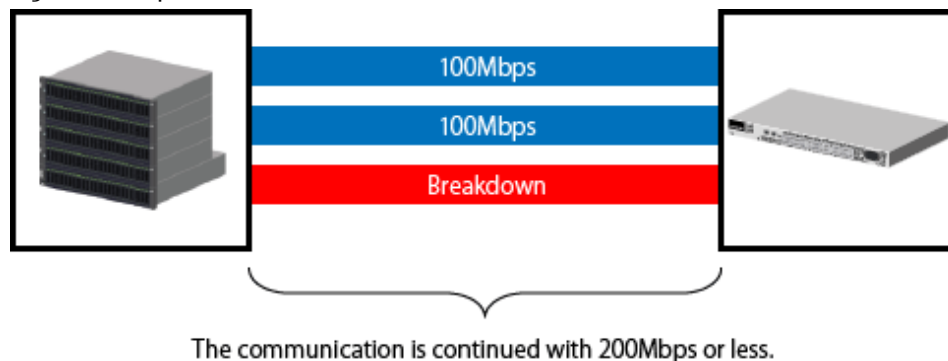 100Mbps
100Mbps
Breakdown
The communication is continued with 200Mbps or less.